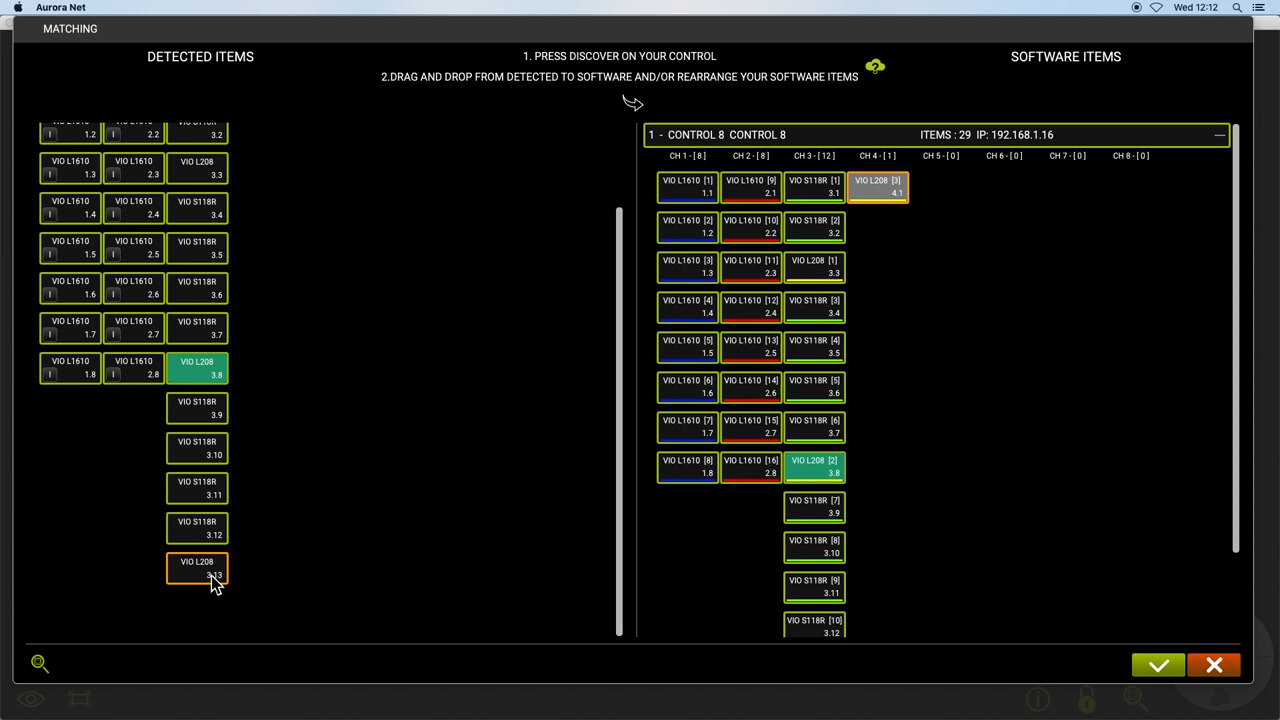 Aurora Net
Wed 12:12
MATCHING
DETECTED ITEMS
1. PRESS DISCOVER ON YOUR CONTROL
SOFTWARE ITEMS
2.DRAG AND DROP FROM DETECTED TO SOFTWARE AND/OR REARRANGE YOUR SOFTWARE ITEMS
VIO S118R
I 1.2 I 2.2 3.2
VIO L1610 VIO L1610 VIO L208
I 1.3 I 2.3 3.3
VIO L1610 VIO L1610 VIO S118R
I 1.4 I 2.4 3.4
VIO L1610 VIO L1610 VIO S118R
I 1.5 I 2.5 3.5
VIO L1610 VIO L1610 VIO S118R
I 1.6 I 2.6 3.6
VIO L1610 VIO L1610 VIO S118R
I 1.7 I 2.7 3.7
VIO L1610 VIO L1610 VIO L208
I 1.8 I 2.8 3.8
VIO S118R
3.9
VIO S118R
3.10
VIO S118R
3.11
VIO S118R
3.12
VIO L208
3.13
1 - CONTROL 8 CONTROL 8 ITEMS : 29 IP: 192.168.1.16
CH 1 - [ 8 ] CH 2 - [ 8 ] CH 3 - [ 12 ] CH 4 - [ 1 ] CH 5 - [ 0 ] CH 6 - [ 0 ] CH 7 - [ 0 ] CH 8 - [ 0 ]
VIO L1610 [1] VIO L1610 [9] VIO S118R [1] VIO L208 [3]
1.1 2.1 3.1 4.1
VIO L1610 [2] VIO L1610 [10] VIO S118R [2]
1.2 2.2 3.2
VIO L1610 [3] VIO L1610 [11] VIO L208 [1]
1.3 2.3 3.3
VIO L1610 [4] VIO L1610 [12] VIO S118R [3]
1.4 2.4 3.4
VIO L1610 [5] VIO L1610 [13] VIO S118R [4]
1.5 2.5 3.5
VIO L1610 [6] VIO L1610 [14] VIO S118R [5]
1.6 2.6 3.6
VIO L1610 [7] VIO L1610 [15] VIO S118R [6]
1.7 2.7 3.7
VIO L1610 [8] VIO L1610 [16] VIO L208 [2]
1.8 2.8 3.8
VIO S118R [7]
3.9
VIO S118R [8]
3.10
VIO S118R [9]
3.11
VIO S118R [10]
3.12